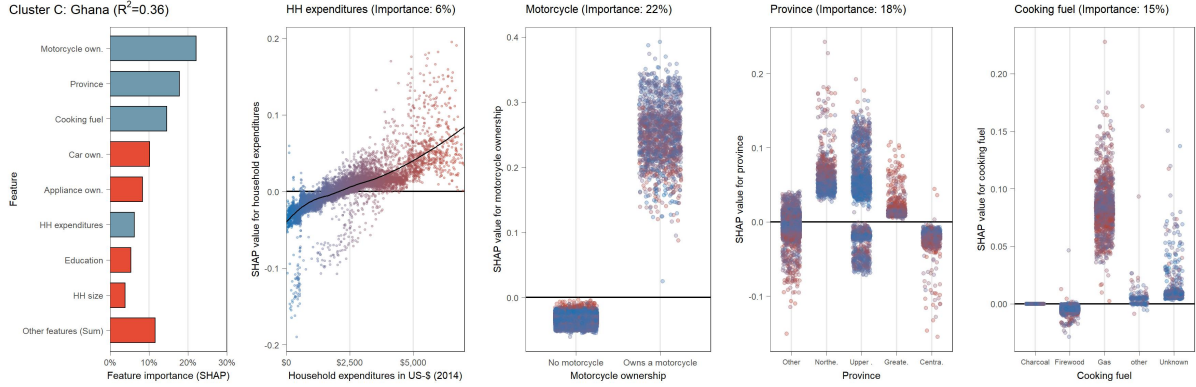 Cluster C: Ghana (R²=0.36)
Feature
Motorcycle own.
Province
Cooking fuel
Car own.
Appliance own.
HH expenditures
Education
HH size
Other features (Sum)
0% 10% 20% 30%
Feature importance (SHAP)
HH expenditures (Importance: 6%)
SHAP value for household expenditures
0.2
0.1
0.0
-0.1
-0.2
$0 $2,500 $5,000
Household expenditures in US-$ (2014)
Motorcycle (Importance: 22%)
SHAP value for motorcycle ownership
0.4
0.3
0.2
0.1
0.0
No motorcycle Owns a motorcycle
Motorcycle ownership
Province (Importance: 18%)
SHAP value for province
0.2
0.1
0.0
-0.1
Other Northe. Upper . Greate. Centra.
Province
Cooking fuel (Importance: 15%)
SHAP value for cooking fuel
0.20
0.15
0.10
0.05
0.00
Charcoal Firewood Gas other Unknown
Cooking fuel